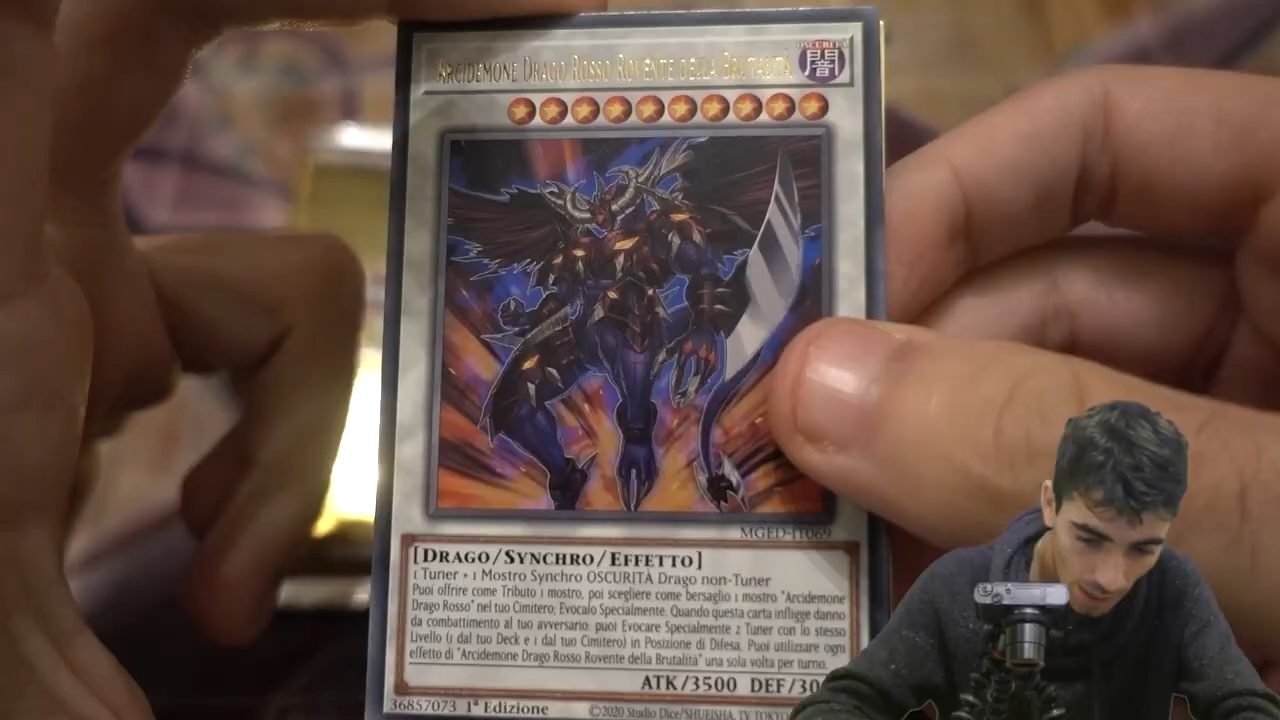 ARCIDEMONE DRAGO ROSSO ROVENTE DELLA BRUTALITÀ
OSCURITÀ
闇
MGED-IT069
[DRAGO/SYNCHRO/EFFETTO]
1 Tuner + 1 Mostro Synchro OSCURITÀ Drago non-Tuner
Puoi offrire come Tributo 1 mostro, poi scegliere come bersaglio 1 mostro "Arcidemone
Drago Rosso" nel tuo Cimitero; Evocalo Specialmente. Quando questa carta infligge danno
da combattimento al tuo avversario: puoi Evocare Specialmente 2 Tuner con lo stesso
Livello (1 dal tuo Deck e 1 dal tuo Cimitero) in Posizione di Difesa. Puoi utilizzare ogni
effetto di "Arcidemone Drago Rosso Rovente della Brutalità" una sola volta per turno.
ATK/3500 DEF/30
36857073 1ª Edizione ©2020 Studio Dice/SHUEISHA, TV TOKYO